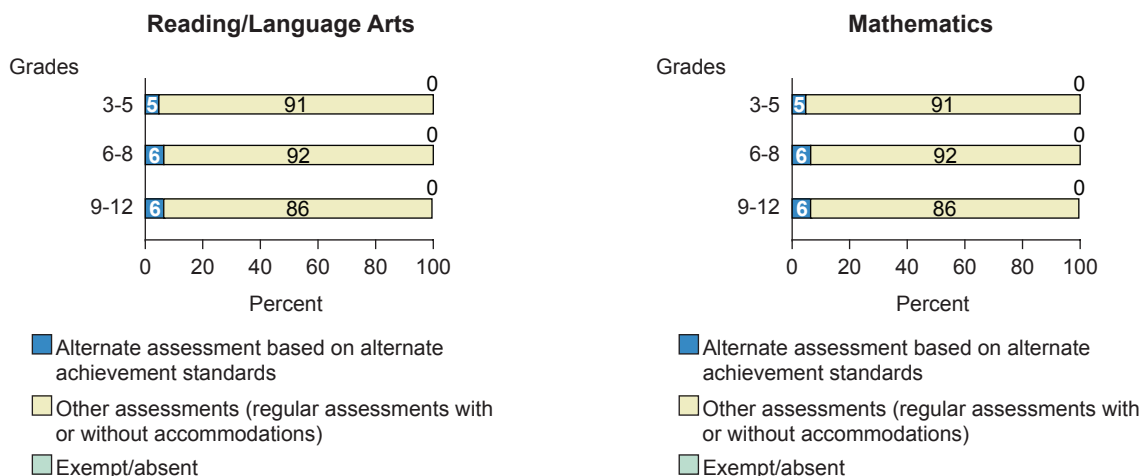 Reading/Language Arts
Grades
0
3-5 5 91
0
6-8 6 92
0
9-12 6 86
0 20 40 60 80 100
Percent
Alternate assessment based on alternate
achievement standards
Other assessments (regular assessments with
or without accommodations)
Exempt/absent
Mathematics
Grades
0
3-5 5 91
0
6-8 6 92
0
9-12 6 86
0 20 40 60 80 100
Percent
Alternate assessment based on alternate
achievement standards
Other assessments (regular assessments with
or without accommodations)
Exempt/absent